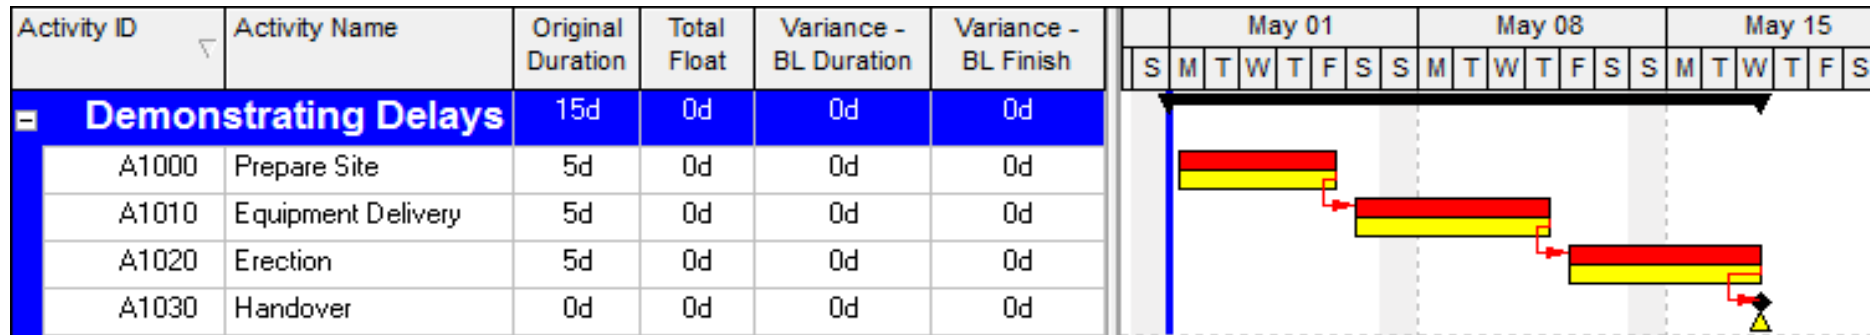 Activity ID Activity Name Original Duration Total Float Variance - BL Duration Variance - BL Finish May 01 May 08 May 15
S M T W T F S S M T W T F S S M T W T F S
Demonstrating Delays 15d 0d 0d 0d
A1000 Prepare Site 5d 0d 0d 0d
A1010 Equipment Delivery 5d 0d 0d 0d
A1020 Erection 5d 0d 0d 0d
A1030 Handover 0d 0d 0d 0d